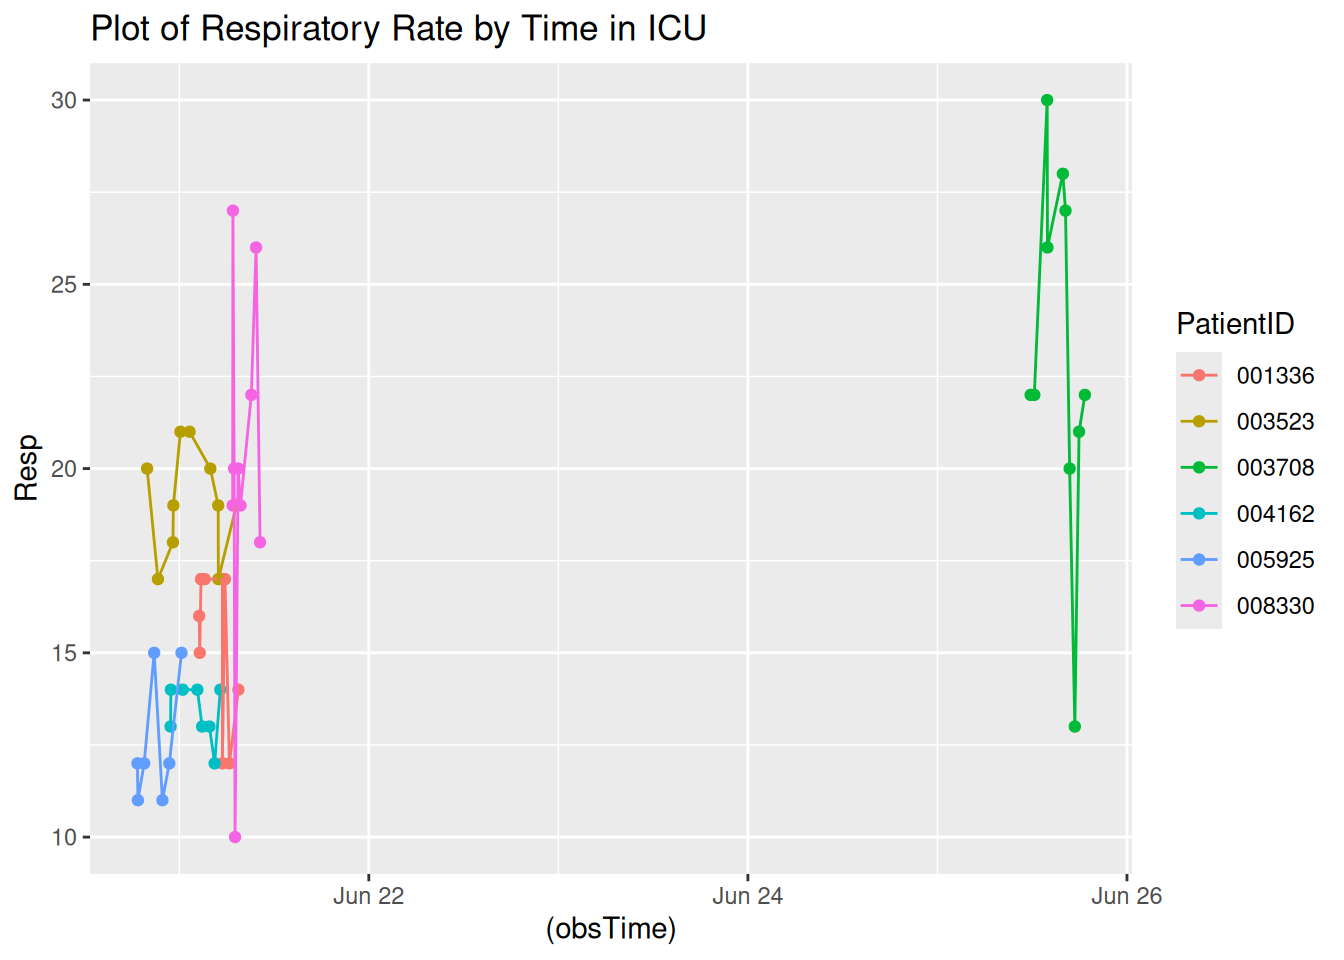 Plot of Respiratory Rate by Time in ICU
30
25
20
15
10
Resp
Jun 22
Jun 24
Jun 26
(obsTime)
PatientID
001336
003523
003708
004162
005925
008330